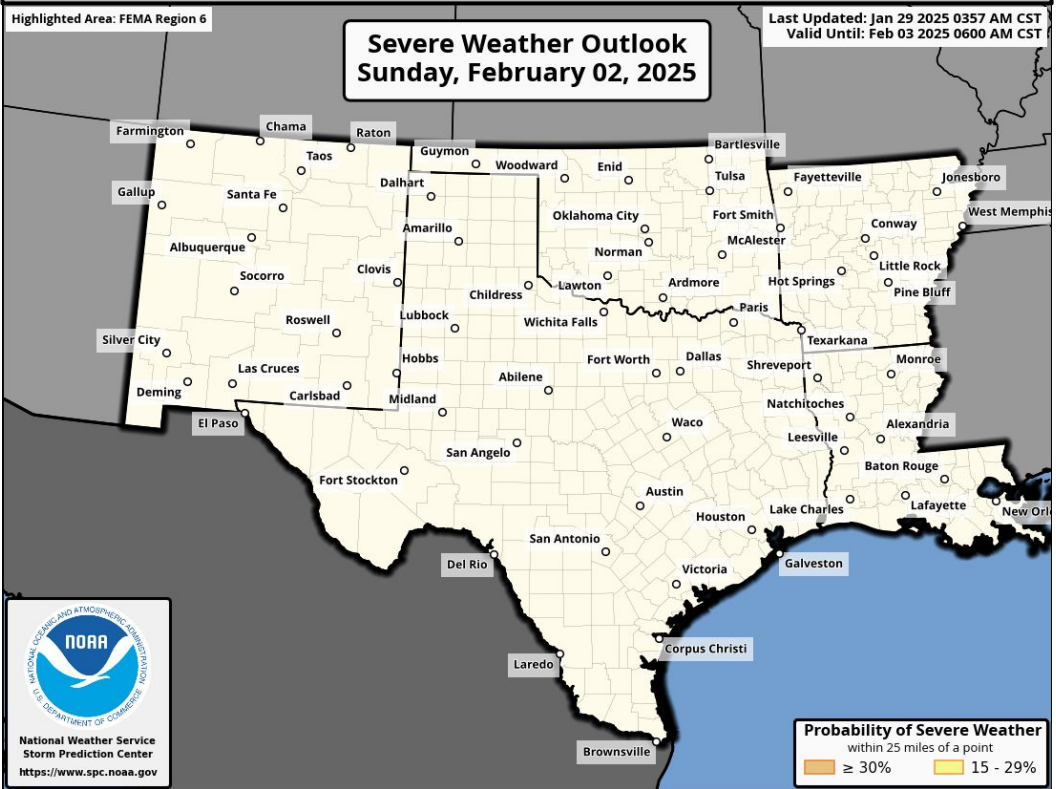 Highlighted Area: FEMA Region 6
Severe Weather Outlook
Sunday, February 02, 2025
Last Updated: Jan 29 2025 0357 AM CST
Valid Until: Feb 03 2025 0600 AM CST
Farmington
Chama
Raton
Taos
Guymon
Woodward
Enid
Bartlesville
Tulsa
Fayetteville
Jonesboro
Gallup
Santa Fe
Dalhart
Oklahoma City
Fort Smith
West Memphis
Albuquerque
Amarillo
Norman
McAlester
Conway
Socorro
Clovis
Childress
Lawton
Ardmore
Hot Springs
Little Rock
Pine Bluff
Roswell
Lubbock
Wichita Falls
Paris
Texarkana
Silver City
Las Cruces
Hobbs
Fort Worth
Dallas
Shreveport
Monroe
Deming
Carlsbad
Midland
Abilene
Natchitoches
El Paso
Waco
Leesville
Alexandria
San Angelo
Fort Stockton
Baton Rouge
Austin
Houston
Lake Charles
Lafayette
New Orl
San Antonio
Del Rio
Galveston
Victoria
Laredo
Corpus Christi
Brownsville
NATIONAL OCEANIC AND ATMOSPHERIC ADMINISTRATION
NOAA
U.S. DEPARTMENT OF COMMERCE
National Weather Service
Storm Prediction Center
https://www.spc.noaa.gov
Probability of Severe Weather
within 25 miles of a point
≥ 30%
15 - 29%